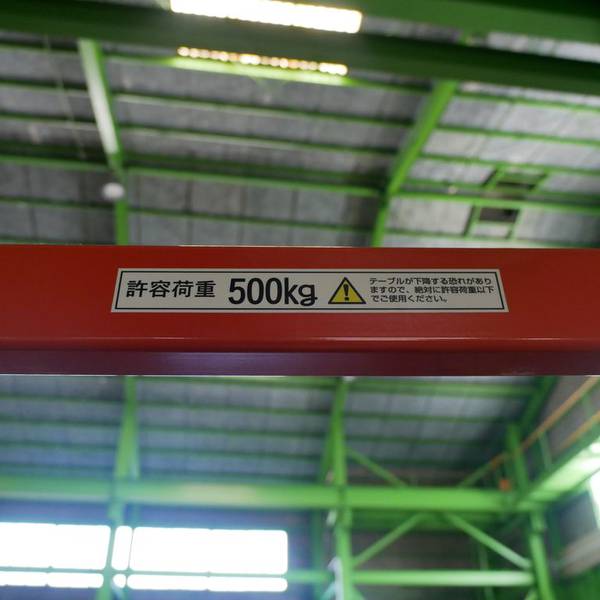 許容荷重 500kg
テーブルが下降する恐れがあり
ますので、絶対に許容荷重以下
でご使用ください。